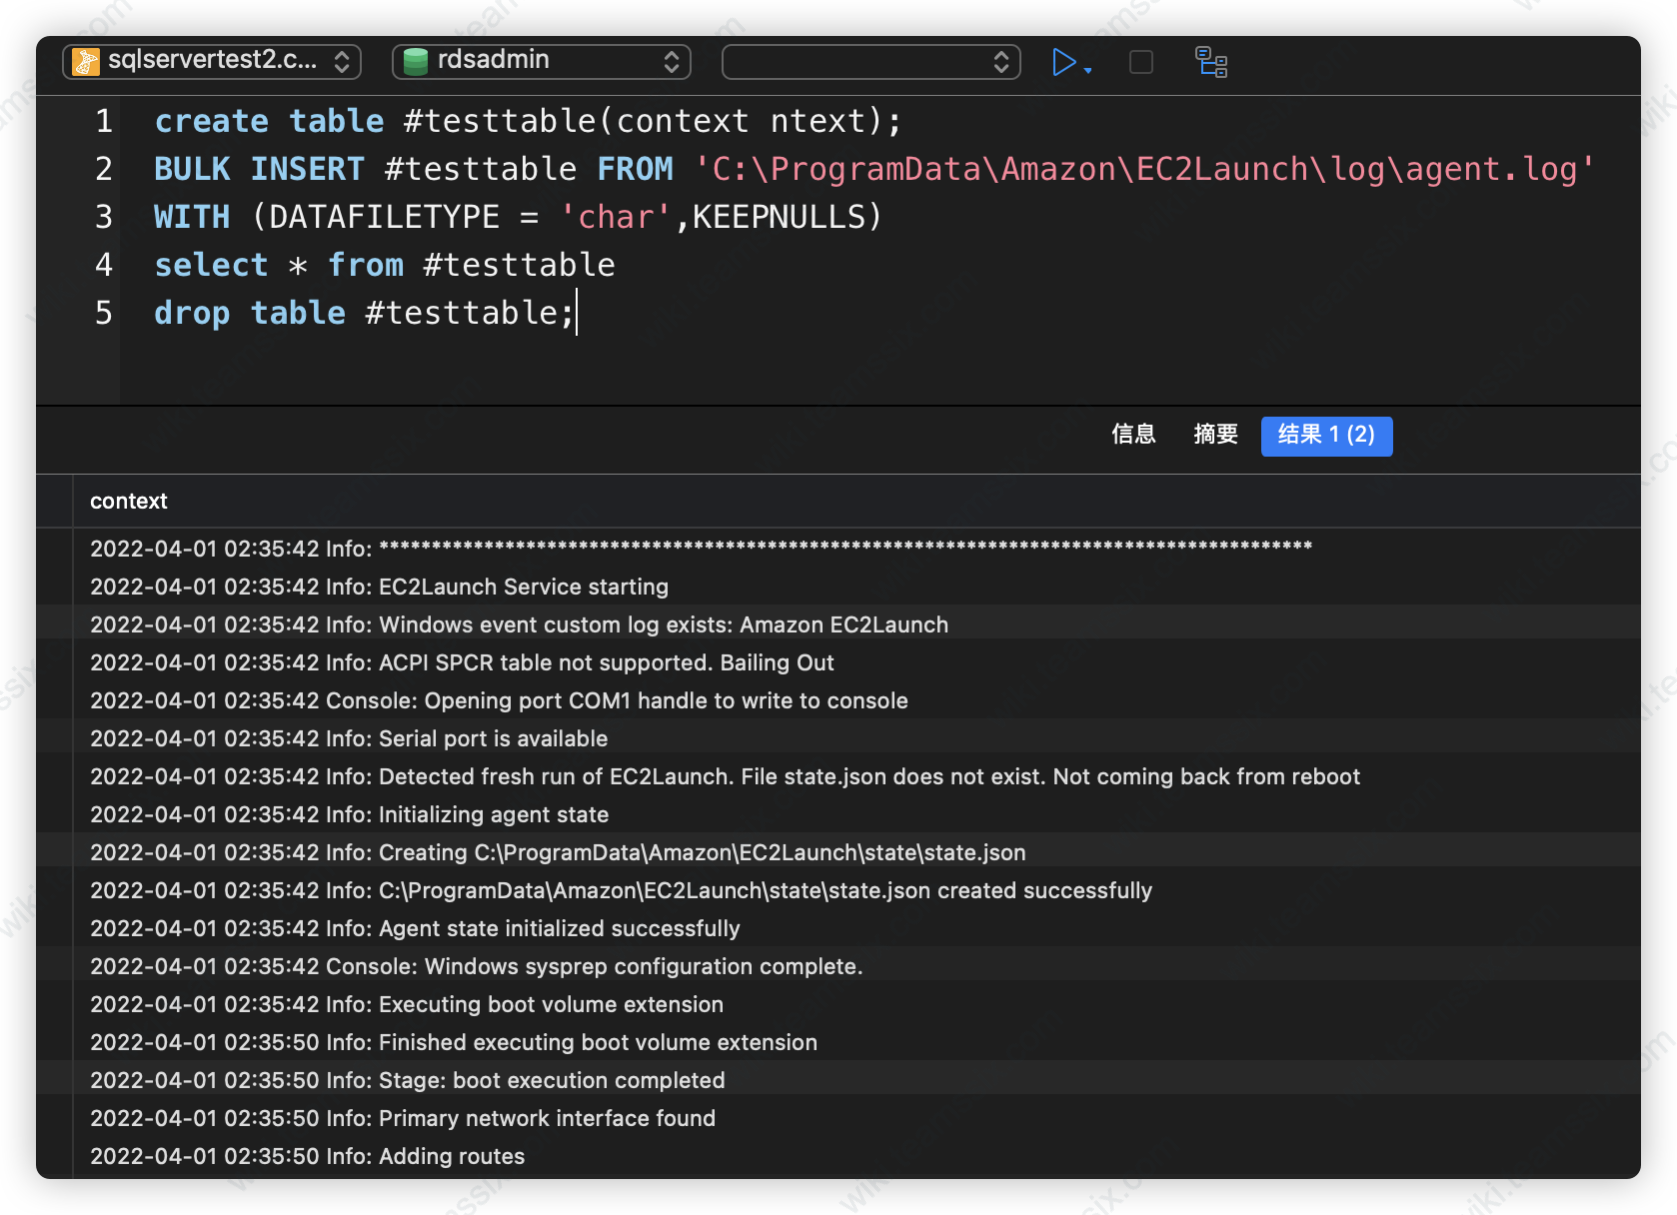 sqlservertest2.c...
rdsadmin
1 create table #testtable(context ntext);
2 BULK INSERT #testtable FROM 'C:\ProgramData\Amazon\EC2Launch\log\agent.log'
3 WITH (DATAFILETYPE = 'char',KEEPNULLS)
4 select * from #testtable
5 drop table #testtable;
信息 摘要 结果 1 (2)
context
2022-04-01 02:35:42 Info: *****************************************************************************************
2022-04-01 02:35:42 Info: EC2Launch Service starting
2022-04-01 02:35:42 Info: Windows event custom log exists: Amazon EC2Launch
2022-04-01 02:35:42 Info: ACPI SPCR table not supported. Bailing Out
2022-04-01 02:35:42 Console: Opening port COM1 handle to write to console
2022-04-01 02:35:42 Info: Serial port is available
2022-04-01 02:35:42 Info: Detected fresh run of EC2Launch. File state.json does not exist. Not coming back from reboot
2022-04-01 02:35:42 Info: Initializing agent state
2022-04-01 02:35:42 Info: Creating C:\ProgramData\Amazon\EC2Launch\state\state.json
2022-04-01 02:35:42 Info: C:\ProgramData\Amazon\EC2Launch\state\state.json created successfully
2022-04-01 02:35:42 Info: Agent state initialized successfully
2022-04-01 02:35:42 Console: Windows sysprep configuration complete.
2022-04-01 02:35:42 Info: Executing boot volume extension
2022-04-01 02:35:50 Info: Finished executing boot volume extension
2022-04-01 02:35:50 Info: Stage: boot execution completed
2022-04-01 02:35:50 Info: Primary network interface found
2022-04-01 02:35:50 Info: Adding routes
wiki.teamssix.com